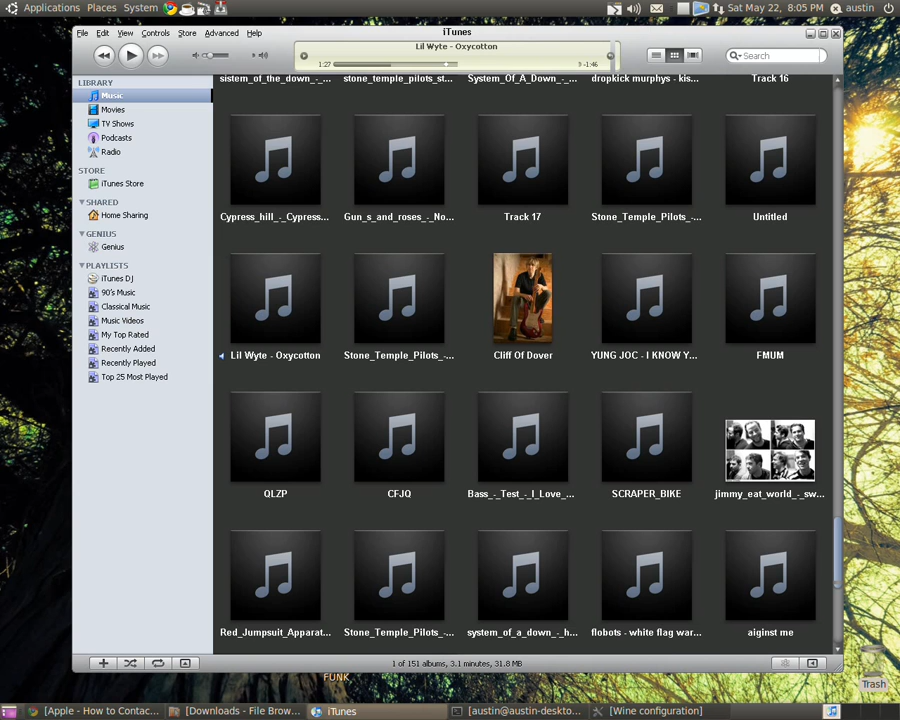 Applications Places System
Sat May 22, 8:05 PM austin
iTunes
File Edit View Controls Store Advanced Help
Lil Wyte - Oxycotton
1:27 -1:46
Search
LIBRARY
Music
Movies
TV Shows
Podcasts
Radio
STORE
iTunes Store
SHARED
Home Sharing
GENIUS
Genius
PLAYLISTS
iTunes DJ
90's Music
Classical Music
Music Videos
My Top Rated
Recently Added
Recently Played
Top 25 Most Played
sistem_of_the_down_-_... stone_temple_pilots_st... System_Of_A_Down_-_... dropkick murphys - kis... Track 16
Cypress_hill_-_Cypress... Gun_s_and_roses_-_No... Track 17 Stone_Temple_Pilots_-... Untitled
Lil Wyte - Oxycotton Stone_Temple_Pilots_-... Cliff Of Dover YUNG JOC - I KNOW Y... FMUM
QLZP CFJQ Bass_-_Test_-_I_Love_... SCRAPER_BIKE jimmy_eat_world_-_sw...
Red_Jumpsuit_Apparat... Stone_Temple_Pilots_-... system_of_a_down_-_h... flobots - white flag war... aiginst me
1 of 151 albums, 3.1 minutes, 31.8 MB
FUNK
Trash
[Apple - How to Contac... [Downloads - File Brow... iTunes [austin@austin-deskto... [Wine configuration]